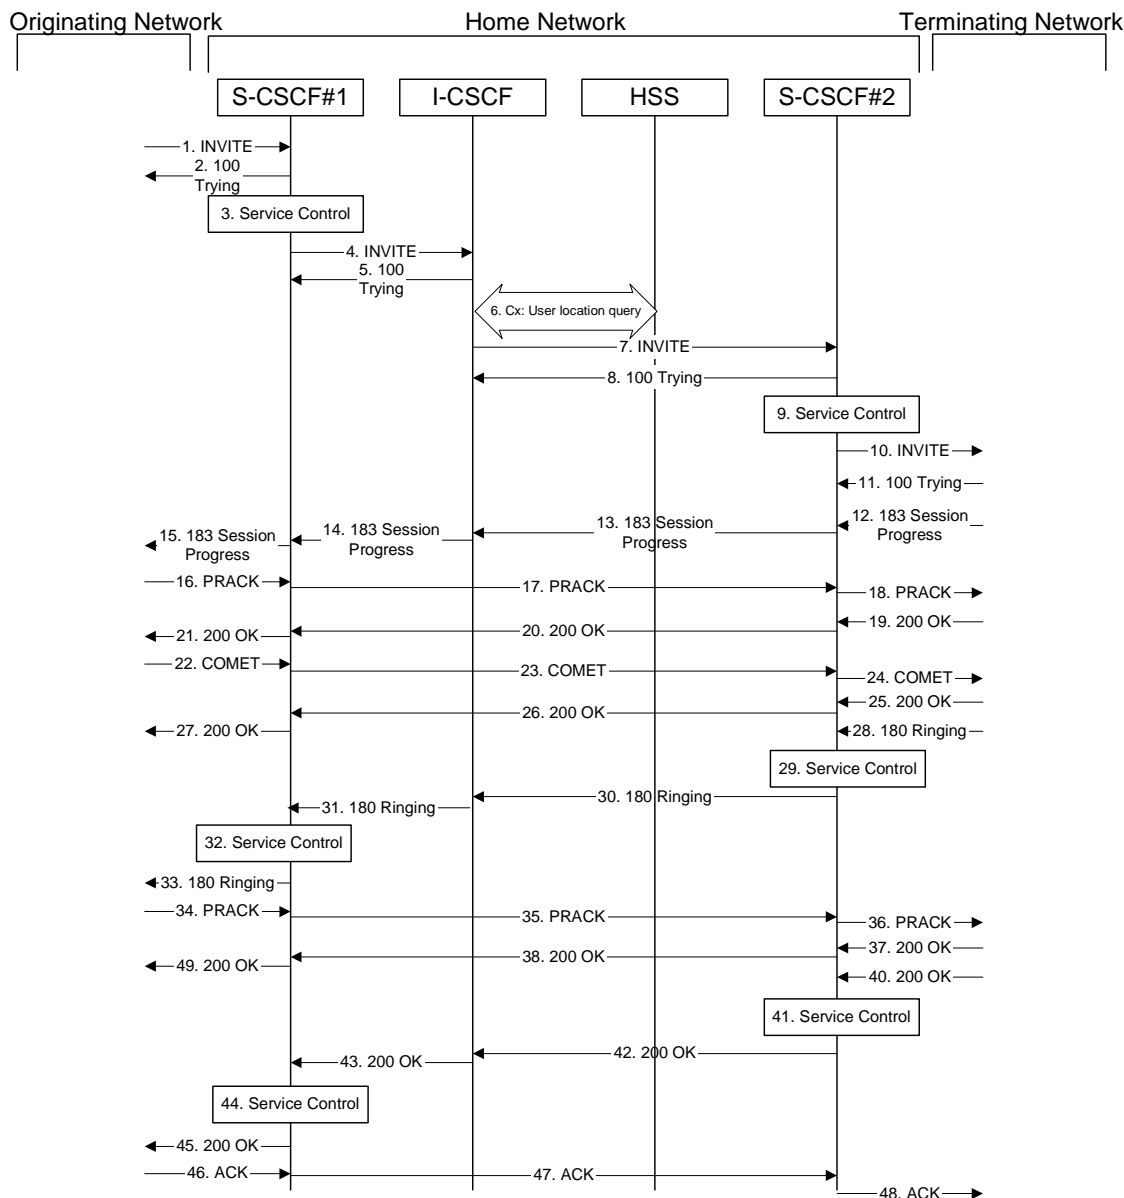 Originating Network
Home Network
Terminating Network
S-CSCF#1
I-CSCF
HSS
S-CSCF#2
1. INVITE
2. 100
Trying
3. Service Control
4. INVITE
5. 100
Trying
6. Cx: User location query
7. INVITE
8. 100 Trying
9. Service Control
10. INVITE
11. 100 Trying
12. 183 Session
Progress
13. 183 Session
Progress
14. 183 Session
Progress
15. 183 Session
Progress
16. PRACK
17. PRACK
18. PRACK
19. 200 OK
20. 200 OK
21. 200 OK
22. COMET
23. COMET
24. COMET
25. 200 OK
26. 200 OK
27. 200 OK
28. 180 Ringing
29. Service Control
30. 180 Ringing
31. 180 Ringing
32. Service Control
33. 180 Ringing
34. PRACK
35. PRACK
36. PRACK
37. 200 OK
38. 200 OK
49. 200 OK
40. 200 OK
41. Service Control
42. 200 OK
43. 200 OK
44. Service Control
45. 200 OK
46. ACK
47. ACK
48. ACK